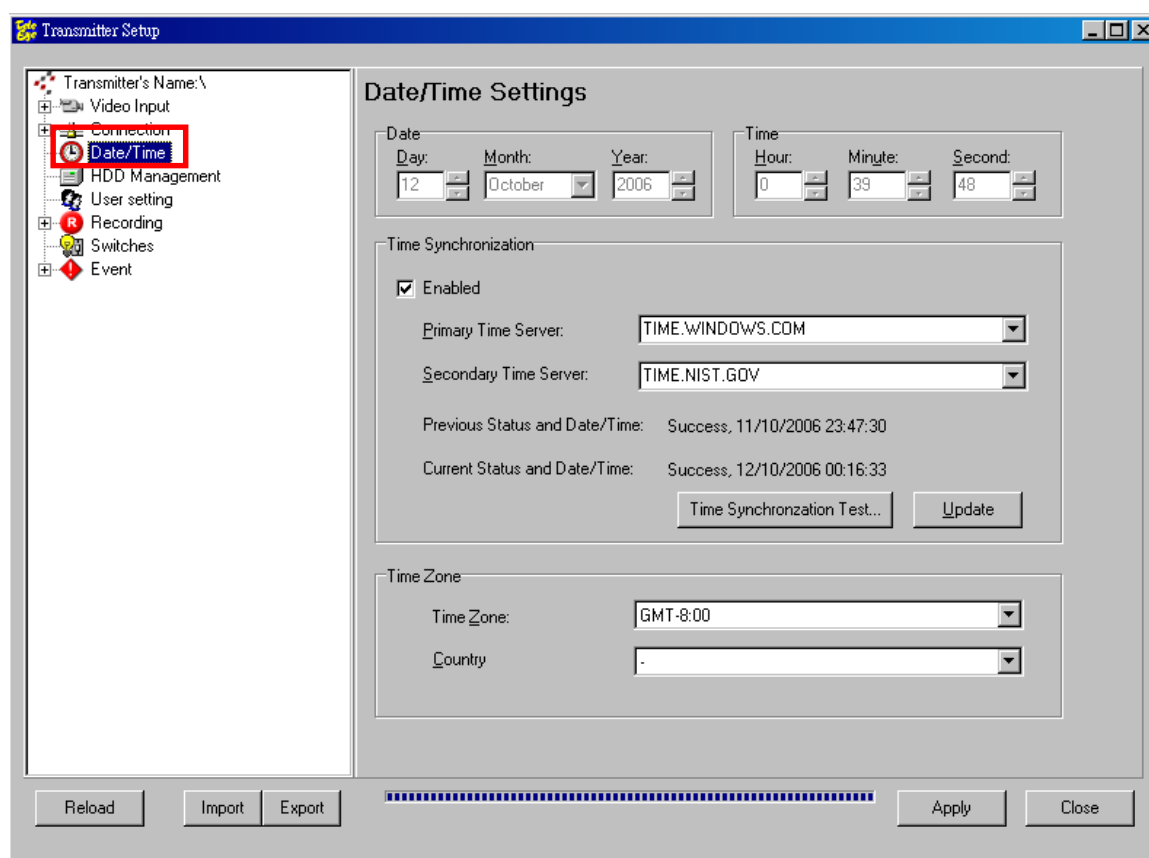 Transmitter Setup
Transmitter's Name:\
Video Input
Connection
Date/Time
HDD Management
User setting
Recording
Switches
Event
Date/Time Settings
Date
Day: Month: Year:
12 October 2006
Time
Hour: Minute: Second:
0 39 48
Time Synchronization
Enabled
Primary Time Server: TIME.WINDOWS.COM
Secondary Time Server: TIME.NIST.GOV
Previous Status and Date/Time: Success, 11/10/2006 23:47:30
Current Status and Date/Time: Success, 12/10/2006 00:16:33
Time Synchronzation Test... Update
Time Zone
Time Zone: GMT-8:00
Country -
Reload Import Export Apply Close